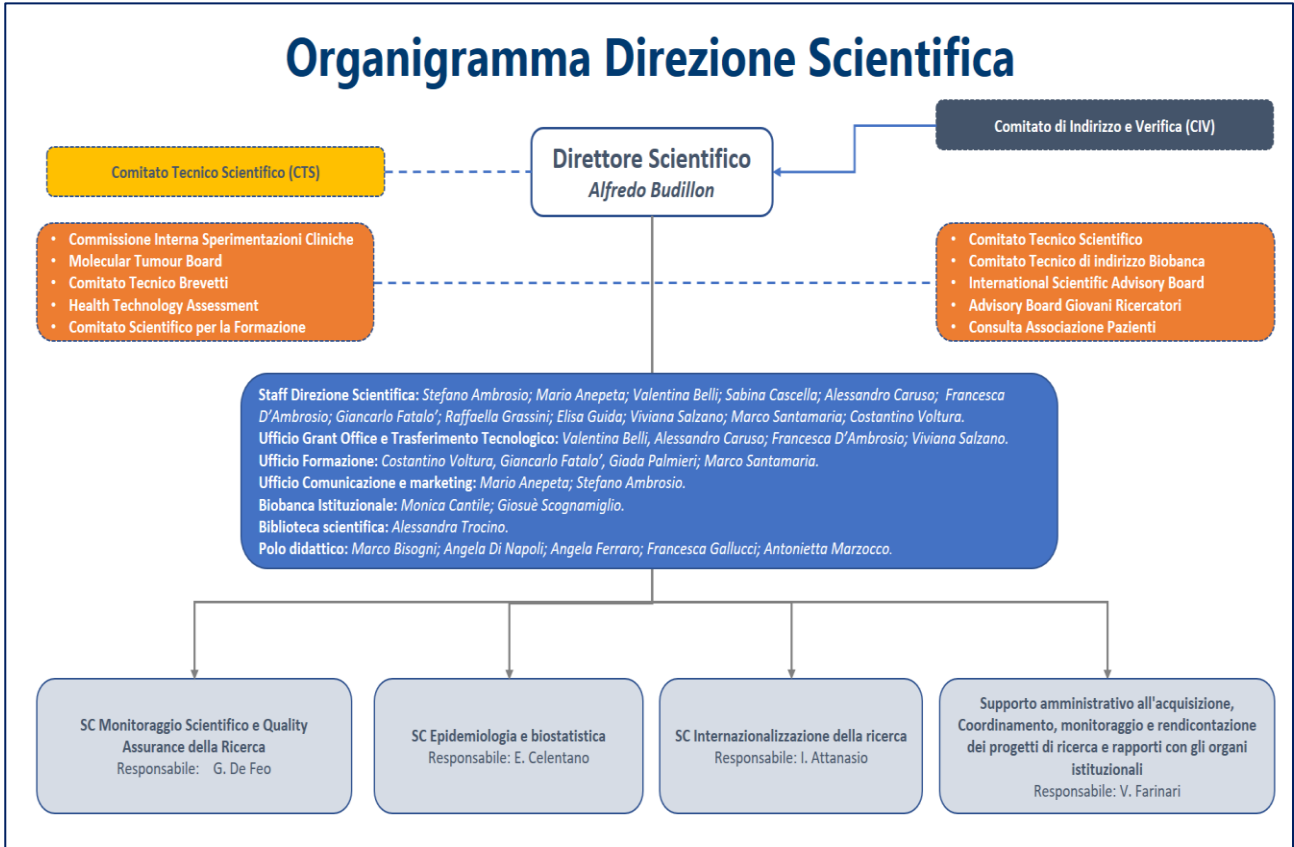 Organigramma Direzione Scientifica
Comitato di Indirizzo e Verifica (CIV)
Direttore Scientifico
Alfredo Budillon
Comitato Tecnico Scientifico (CTS)
• Commissione Interna Sperimentazioni Cliniche
• Molecular Tumour Board
• Comitato Tecnico Brevetti
• Health Technology Assessment
• Comitato Scientifico per la Formazione
• Comitato Tecnico Scientifico
• Comitato Tecnico di indirizzo Biobanca
• International Scientific Advisory Board
• Advisory Board Giovani Ricercatori
• Consulta Associazione Pazienti
Staff Direzione Scientifica: Stefano Ambrosio; Mario Anepeta; Valentina Belli; Sabina Cascella; Alessandro Caruso; Francesca
D’Ambrosio; Giancarlo Fatalo’; Raffaella Grassini; Elisa Guida; Viviana Salzano; Marco Santamaria; Costantino Voltura.
Ufficio Grant Office e Trasferimento Tecnologico: Valentina Belli, Alessandro Caruso; Francesca D’Ambrosio; Viviana Salzano.
Ufficio Formazione: Costantino Voltura, Giancarlo Fatalo’, Giada Palmieri; Marco Santamaria.
Ufficio Comunicazione e marketing: Mario Anepeta; Stefano Ambrosio.
Biobanca Istituzionale: Monica Cantile; Giosuè Scognamiglio.
Biblioteca scientifica: Alessandra Trocino.
Polo didattico: Marco Bisogni; Angela Di Napoli; Angela Ferraro; Francesca Gallucci; Antonietta Marzocco.
SC Monitoraggio Scientifico e Quality
Assurance della Ricerca
Responsabile: G. De Feo
SC Epidemiologia e biostatistica
Responsabile: E. Celentano
SC Internazionalizzazione della ricerca
Responsabile: I. Attanasio
Supporto amministrativo all'acquisizione,
Coordinamento, monitoraggio e rendicontazione
dei progetti di ricerca e rapporti con gli organi
istituzionali
Responsabile: V. Farinari